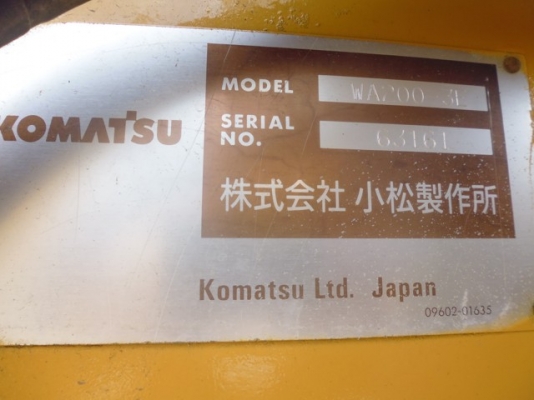 KOMATSU
MODEL WA200 3E
SERIAL NO. 63161
株式会社 小松製作所
Komatsu Ltd. Japan
09602-01635